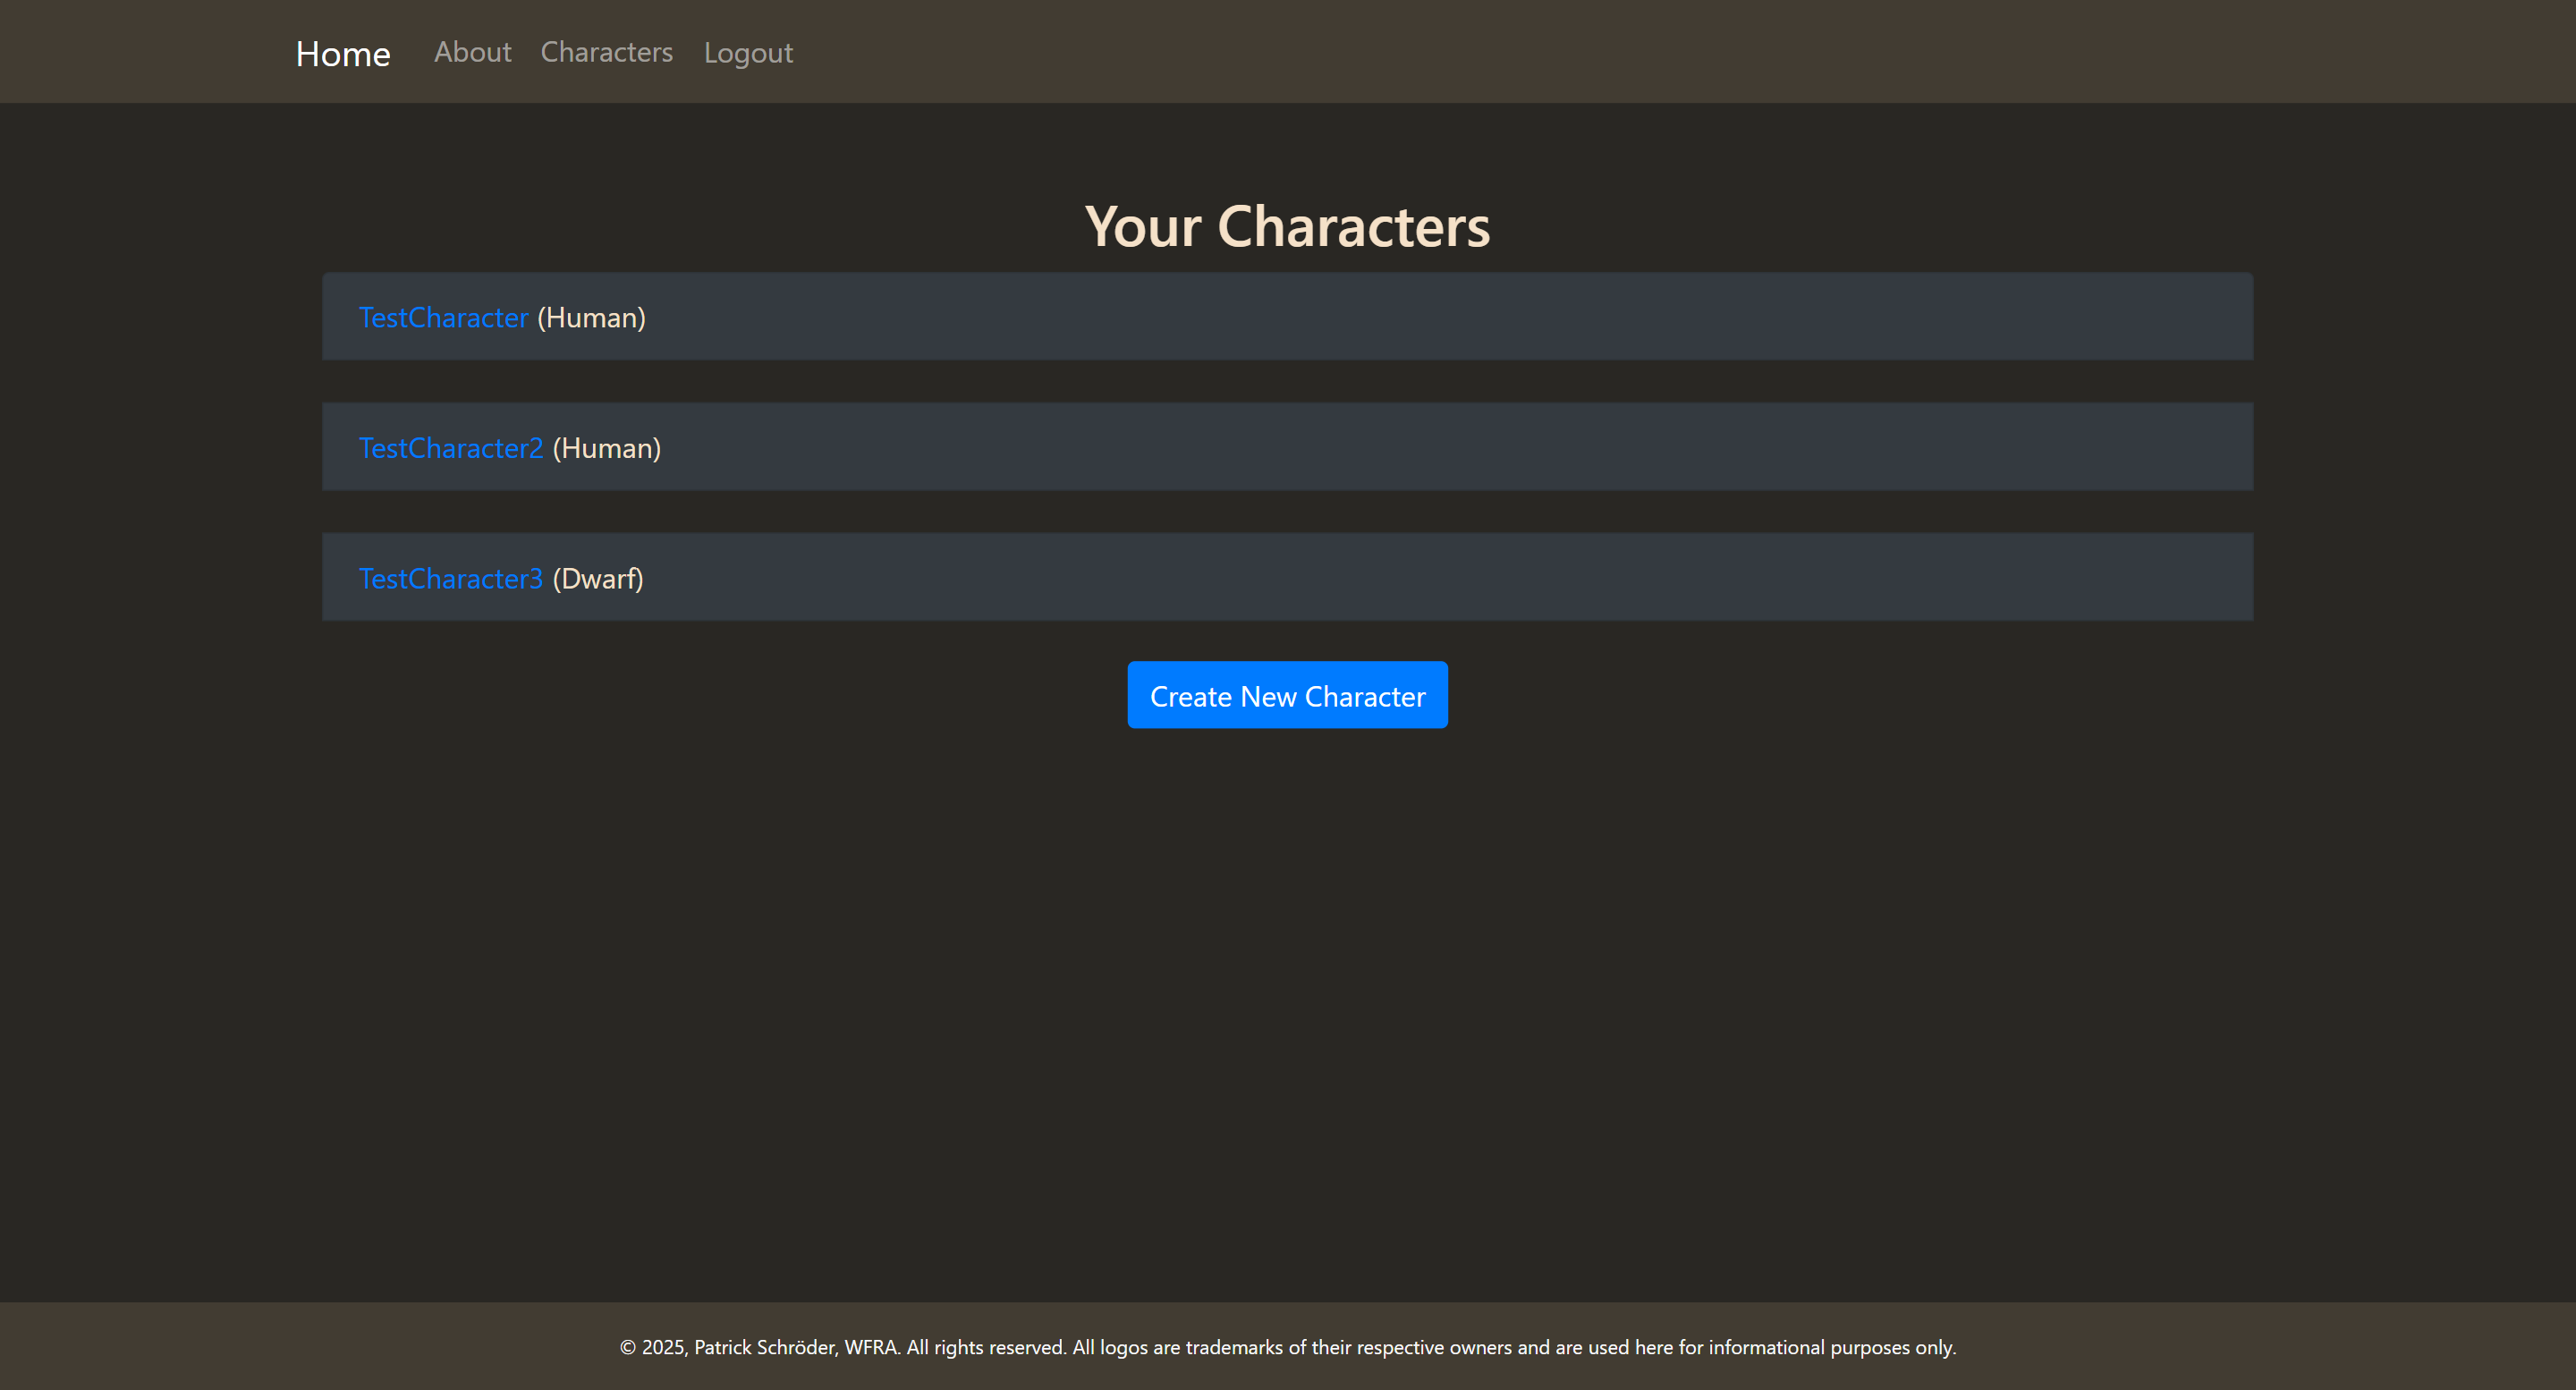 Home About Characters Logout
Your Characters
TestCharacter (Human)
TestCharacter2 (Human)
TestCharacter3 (Dwarf)
Create New Character
© 2025, Patrick Schröder, WFRA. All rights reserved. All logos are trademarks of their respective owners and are used here for informational purposes only.